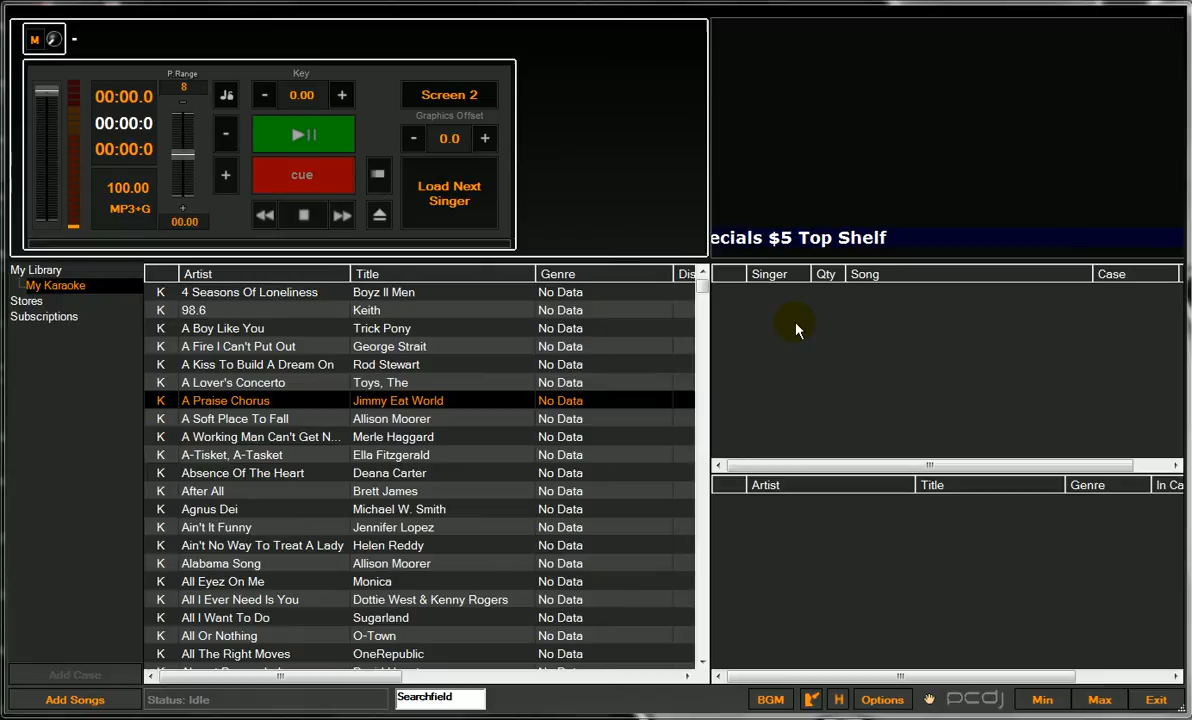 M -
P.Range
8
Key
00:00.0
00:00:0
00:00:0
100.00
MP3+G
00.00
- 0.00 +
cue
Screen 2
Graphics Offset
- 0.0 +
Load Next
Singer
ecials $5 Top Shelf
My Library
My Karaoke
Stores
Subscriptions
Artist Title Genre Dis
K 4 Seasons Of Loneliness Boyz II Men No Data
K 98.6 Keith No Data
K A Boy Like You Trick Pony No Data
K A Fire I Can't Put Out George Strait No Data
K A Kiss To Build A Dream On Rod Stewart No Data
K A Lover's Concerto Toys, The No Data
K A Praise Chorus Jimmy Eat World No Data
K A Soft Place To Fall Allison Moorer No Data
K A Working Man Can't Get N... Merle Haggard No Data
K A-Tisket, A-Tasket Ella Fitzgerald No Data
K Absence Of The Heart Deana Carter No Data
K After All Brett James No Data
K Agnus Dei Michael W. Smith No Data
K Ain't It Funny Jennifer Lopez No Data
K Ain't No Way To Treat A Lady Helen Reddy No Data
K Alabama Song Allison Moorer No Data
K All Eyez On Me Monica No Data
K All I Ever Need Is You Dottie West & Kenny Rogers No Data
K All I Want To Do Sugarland No Data
K All Or Nothing O-Town No Data
K All The Right Moves OneRepublic No Data
Singer Qty Song Case
Artist Title Genre In Ca
Add Case
Add Songs
Status: Idle
Searchfield
BGM H Options pcdj Min Max Exit